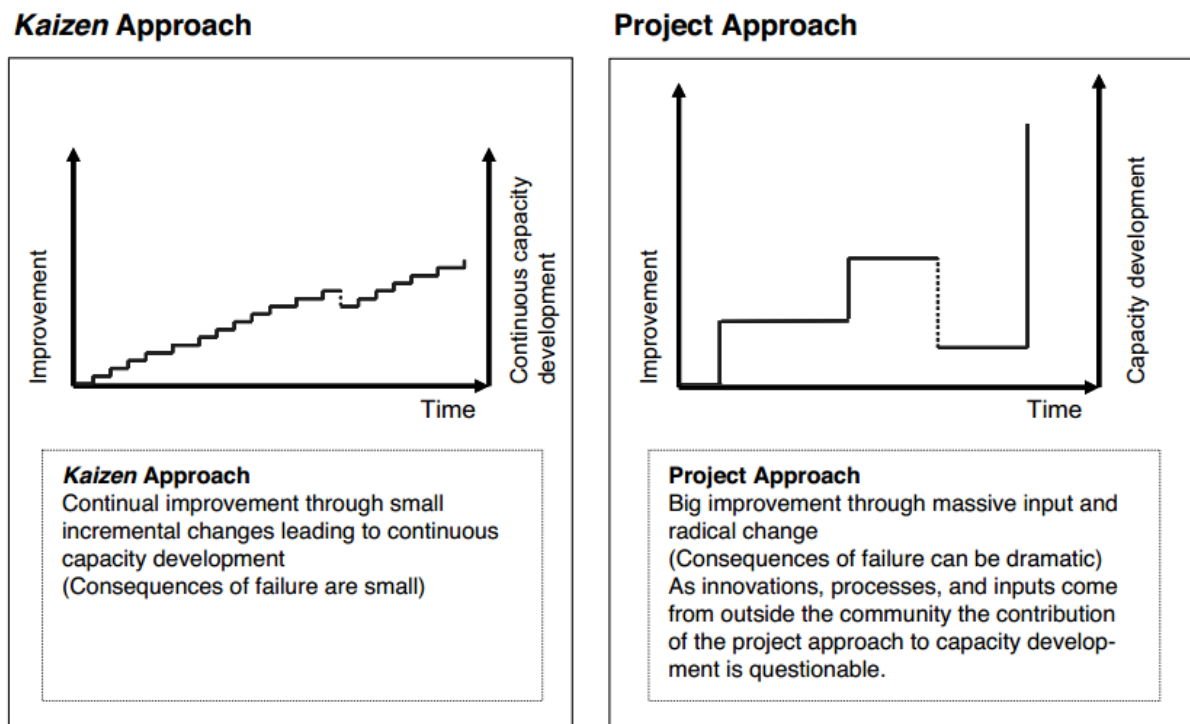 Kaizen Approach
Improvement
Continuous capacity
development
Time
Kaizen Approach
Continual improvement through small
incremental changes leading to continuous
capacity development
(Consequences of failure are small)
Project Approach
Improvement
Capacity development
Time
Project Approach
Big improvement through massive input and
radical change
(Consequences of failure can be dramatic)
As innovations, processes, and inputs come
from outside the community the contribution
of the project approach to capacity develop-
ment is questionable.